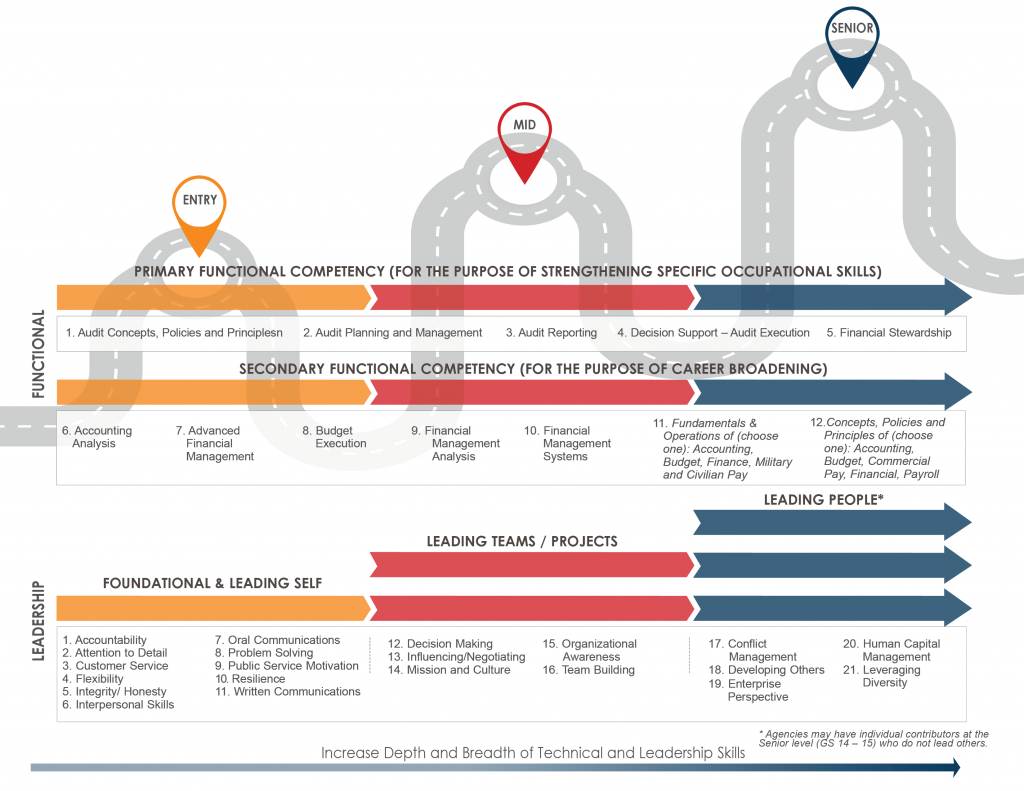 SENIOR
MID
ENTRY
PRIMARY FUNCTIONAL COMPETENCY (FOR THE PURPOSE OF STRENGTHENING SPECIFIC OCCUPATIONAL SKILLS)
FUNCTIONAL
1. Audit Concepts, Policies and Principlesn
2. Audit Planning and Management
3. Audit Reporting
4. Decision Support – Audit Execution
5. Financial Stewardship
SECONDARY FUNCTIONAL COMPETENCY (FOR THE PURPOSE OF CAREER BROADENING)
6. Accounting
Analysis
7. Advanced
Financial
Management
8. Budget
Execution
9. Financial
Management
Analysis
10. Financial
Management
Systems
11. Fundamentals &
Operations of (choose
one): Accounting,
Budget, Finance, Military
and Civilian Pay
12.Concepts, Policies and
Principles of (choose
one): Accounting,
Budget, Commercial
Pay, Financial, Payroll
LEADING PEOPLE*
LEADING TEAMS / PROJECTS
FOUNDATIONAL & LEADING SELF
LEADERSHIP
1. Accountability
2. Attention to Detail
3. Customer Service
4. Flexibility
5. Integrity/ Honesty
6. Interpersonal Skills
7. Oral Communications
8. Problem Solving
9. Public Service Motivation
10. Resilience
11. Written Communications
12. Decision Making
13. Influencing/Negotiating
14. Mission and Culture
15. Organizational
Awareness
16. Team Building
17. Conflict
Management
18. Developing Others
19. Enterprise
Perspective
20. Human Capital
Management
21. Leveraging
Diversity
* Agencies may have individual contributors at the
Senior level (GS 14 – 15) who do not lead others.
Increase Depth and Breadth of Technical and Leadership Skills